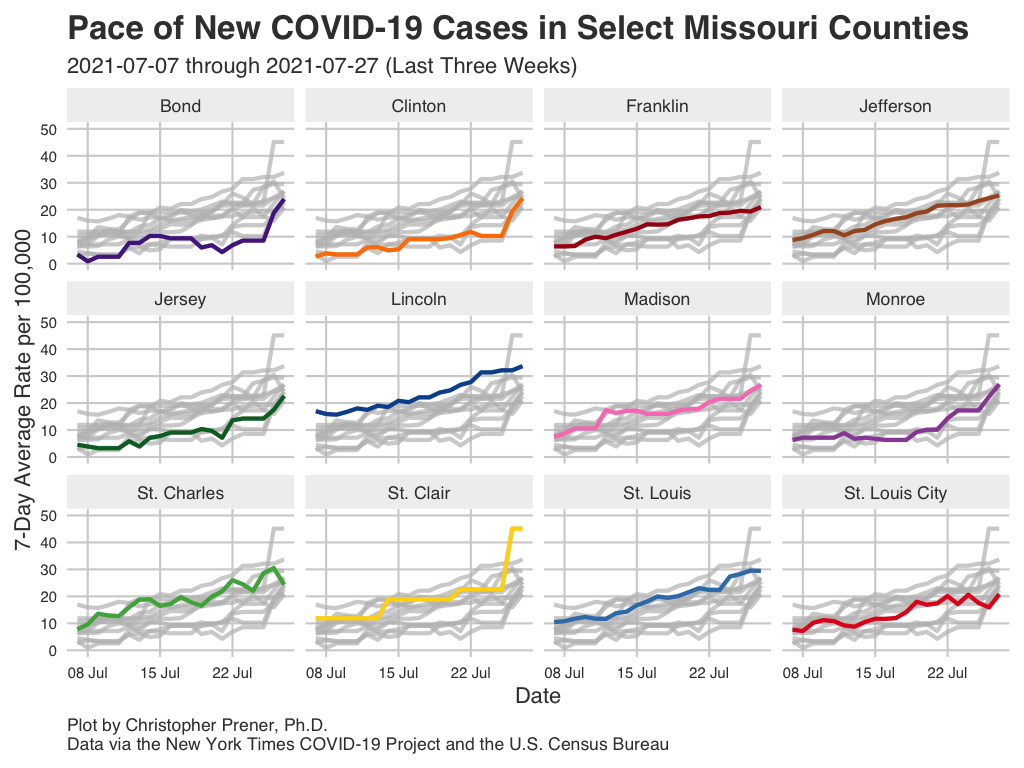 Pace of New COVID-19 Cases in Select Missouri Counties
2021-07-07 through 2021-07-27 (Last Three Weeks)
Bond Clinton Franklin Jefferson
50
40
30
20
10
0
Jersey Lincoln Madison Monroe
50
40
30
20
10
0
St. Charles St. Clair St. Louis St. Louis City
50
40
30
20
10
0
7-Day Average Rate per 100,000
08 Jul 15 Jul 22 Jul 08 Jul 15 Jul 22 Jul 08 Jul 15 Jul 22 Jul 08 Jul 15 Jul 22 Jul
Date
Plot by Christopher Prener, Ph.D.
Data via the New York Times COVID-19 Project and the U.S. Census Bureau